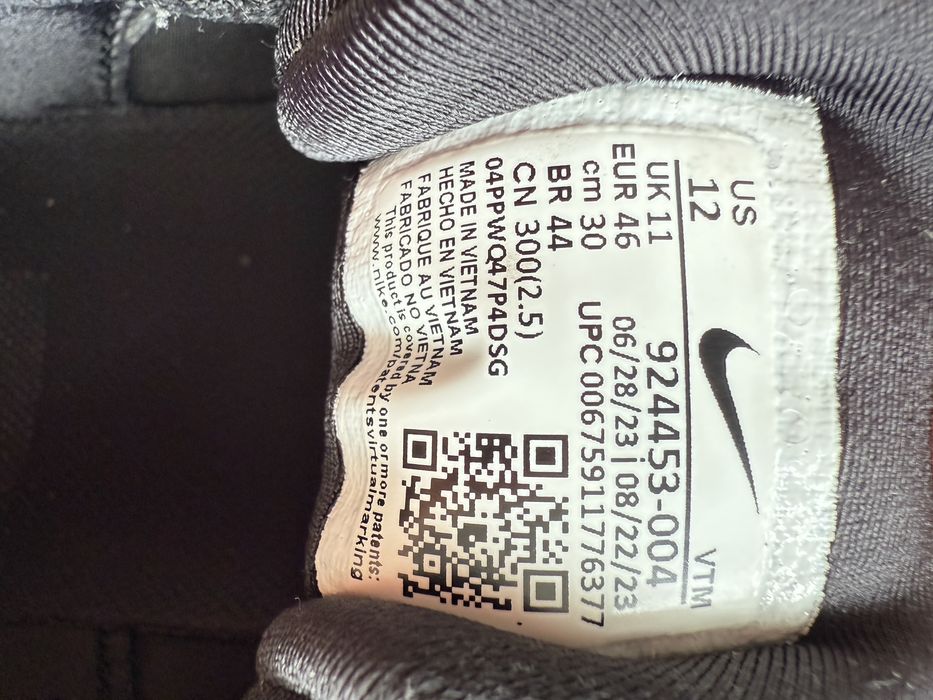 US
12
VTM
UK 11
924453-004
EUR 46
06/28/23 | 08/22/23
cm 30
UPC 00675911776377
BR 44
CN 300(2.5)
04PPWQ47P4DSG
MADE IN VIETNAM
HECHO EN VIETNAM
FABRIQUE AU VIETNAM
FABRICADO NO VIETNA
This product is covered by one or more patents:
www.nike.com/patentsvirtualmarking